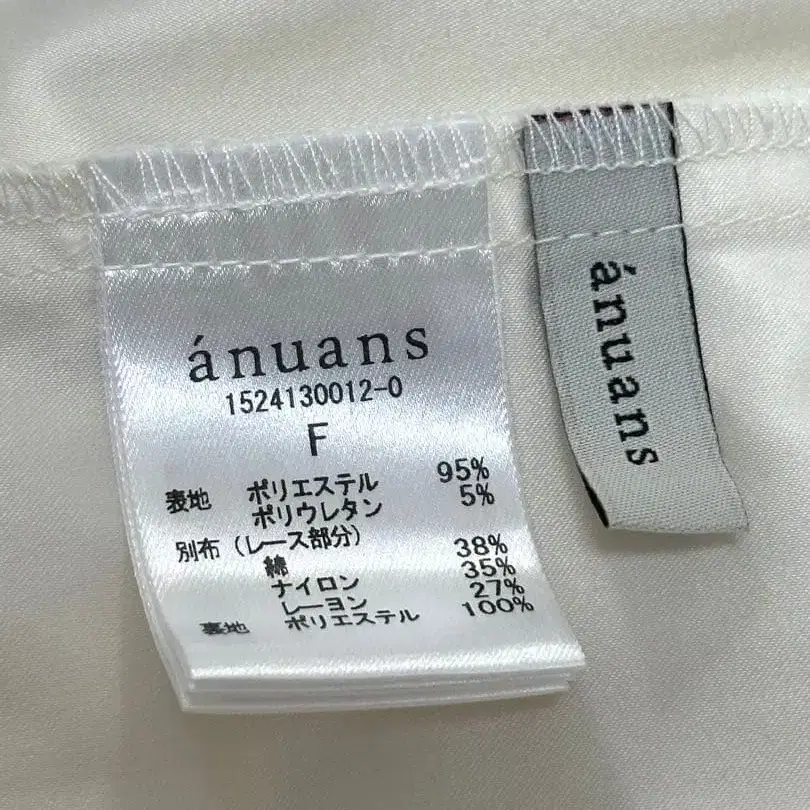 ánuans
1524130012-0
F
表地 ポリエステル 95%
ポリウレタン 5%
別布(レース部分)
綿 38%
ナイロン 35%
レーヨン 27%
裏地 ポリエステル 100%
ánuans